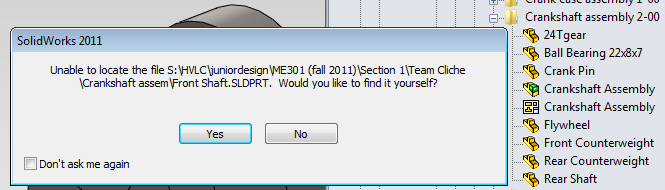 Crank case assembly 1-00
Crankshaft assembly 2-00
SolidWorks 2011
Unable to locate the file S:\HVLC\juniordesign\ME301 (fall 2011)\Section 1\Team Cliche
\Crankshaft assem\Front Shaft.SLDPRT. Would you like to find it yourself?
Yes
No
Don't ask me again
24Tgear
Ball Bearing 22x8x7
Crank Pin
Crankshaft Assembly
Crankshaft Assembly
Flywheel
Front Counterweight
Rear Counterweight
Rear Shaft